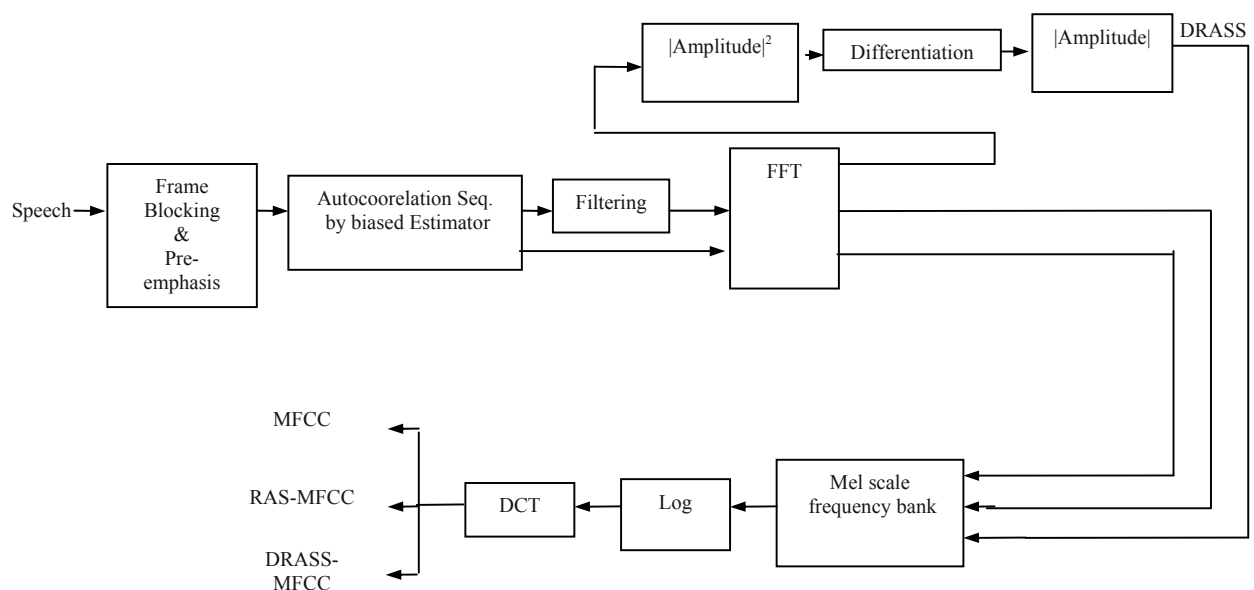 |Amplitude|²
Differentiation
|Amplitude|
DRASS
Speech
Frame
Blocking
&
Pre-
emphasis
Autocoorelation Seq.
by biased Estimator
Filtering
FFT
MFCC
RAS-MFCC
DRASS-
MFCC
DCT
Log
Mel scale
frequency bank